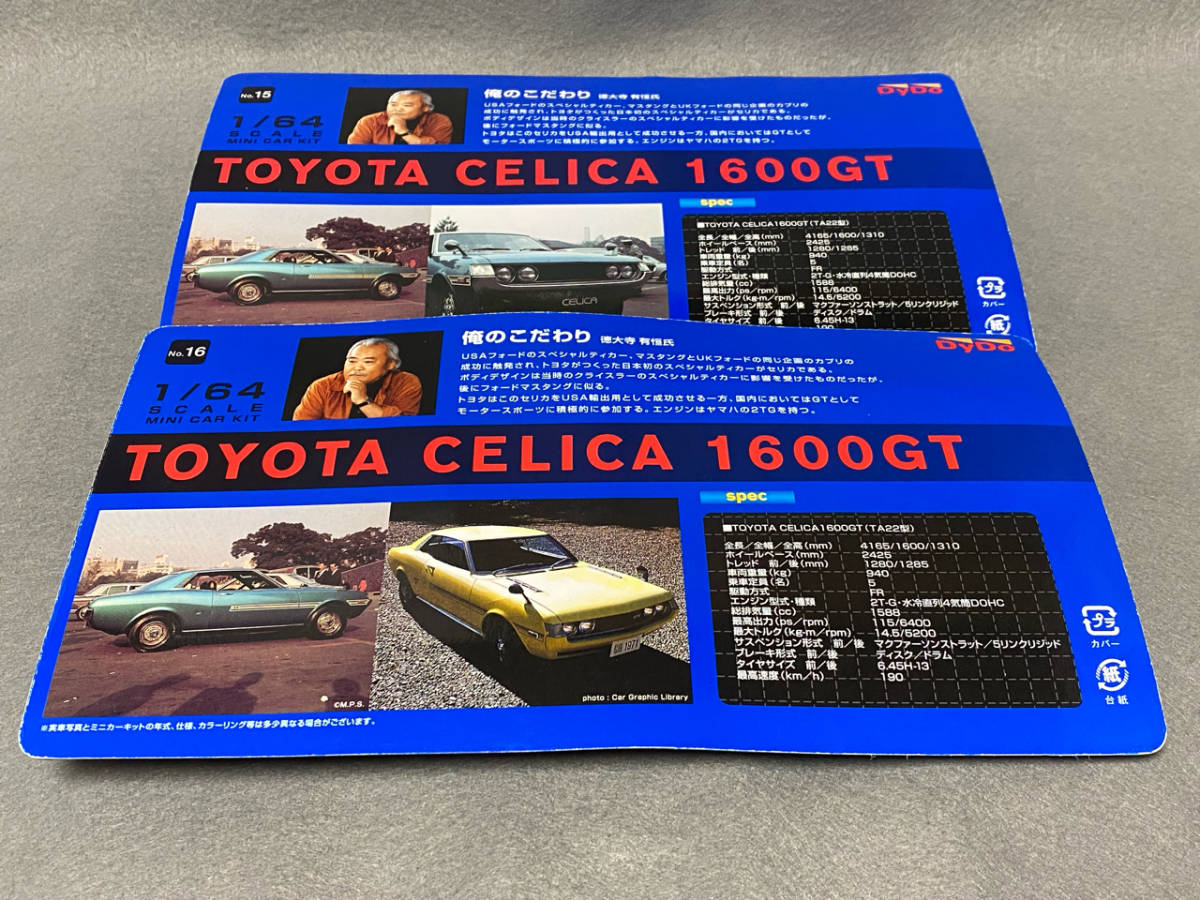 No.15
1/64
SCALE
MINI CAR KIT
俺のこだわり 徳大寺 有恒氏
USAフォードのスペシャルティカー、マスタングとUKフォードの同じ企画のカプリの
成功に触発され、トヨタがつくった日本初のスペシャルティカーがセリカである。
ボディデザインは当時のクライスラーのスペシャルティカーに影響を受けたものだったが、
後にフォードマスタングに似る。
トヨタはこのセリカをUSA輸出用として成功させる一方、国内においてはGTとして
モータースポーツに積極的に参加する。エンジンはヤマハの2TGを持つ。
DyDo
TOYOTA CELICA 1600GT
CELICA
spec
■TOYOTA CELICA1600GT(TA22型)
全長/全幅/全高(mm) 4165/1600/1310
ホイールベース(mm) 2425
トレッド 前/後(mm) 1280/1285
車両重量(kg) 940
乗車定員(名) 5
駆動方式 FR
エンジン型式・種類 2T-G・水冷直列4気筒DOHC
総排気量(cc) 1588
最高出力(ps/rpm) 115/6400
最大トルク(kg-m/rpm) 14.5/5200
サスペンション形式 前/後 マクファーソンストラット/5リンクリジッド
ブレーキ形式 前/後 ディスク/ドラム
タイヤサイズ 前/後 6.45H-13
190
プラ
カバー
紙
No.16
1/64
SCALE
MINI CAR KIT
俺のこだわり 徳大寺 有恒氏
USAフォードのスペシャルティカー、マスタングとUKフォードの同じ企画のカプリの
成功に触発され、トヨタがつくった日本初のスペシャルティカーがセリカである。
ボディデザインは当時のクライスラーのスペシャルティカーに影響を受けたものだったが、
後にフォードマスタングに似る。
トヨタはこのセリカをUSA輸出用として成功させる一方、国内においてはGTとして
モータースポーツに積極的に参加する。エンジンはヤマハの2TGを持つ。
DyDo
TOYOTA CELICA 1600GT
©M.P.S.
photo : Car Graphic Library
※実車写真とミニカーキットの年式、仕様、カラーリング等は多少異なる場合がございます。
spec
■TOYOTA CELICA1600GT(TA22型)
全長/全幅/全高(mm) 4165/1600/1310
ホイールベース(mm) 2425
トレッド 前/後(mm) 1280/1285
車両重量(kg) 940
乗車定員(名) 5
駆動方式 FR
エンジン型式・種類 2T-G・水冷直列4気筒DOHC
総排気量(cc) 1588
最高出力(ps/rpm) 115/6400
最大トルク(kg-m/rpm) 14.5/5200
サスペンション形式 前/後 マクファーソンストラット/5リンクリジッド
ブレーキ形式 前/後 ディスク/ドラム
タイヤサイズ 前/後 6.45H-13
最高速度(km/h) 190
プラ
カバー
紙
台紙